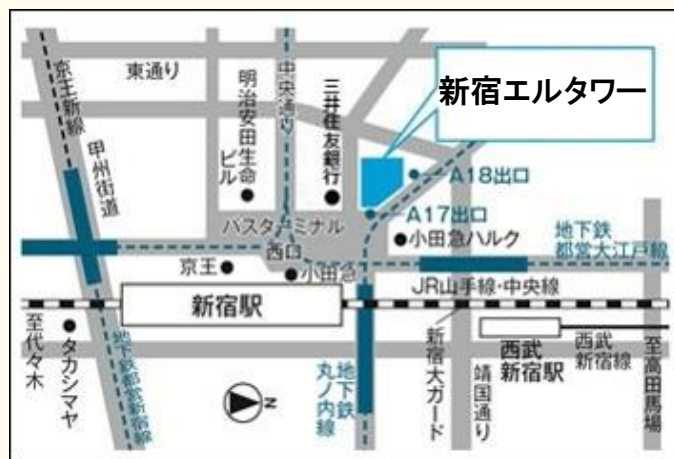 東通り
京王新線
甲州街道
明治安田生命
ビル
中央通り
三井住友銀行
新宿エルタワー
A18出口
A17出口
バスターミナル
西口
小田急ハルク
地下鉄
都営大江戸線
京王
小田急
JR山手線・中央線
新宿駅
至代々木
タカシマヤ
地下鉄都営新宿線
N
地下鉄
丸ノ内線
新宿大ガード
靖国通り
西武
新宿駅
西武
新宿線
至高田馬場